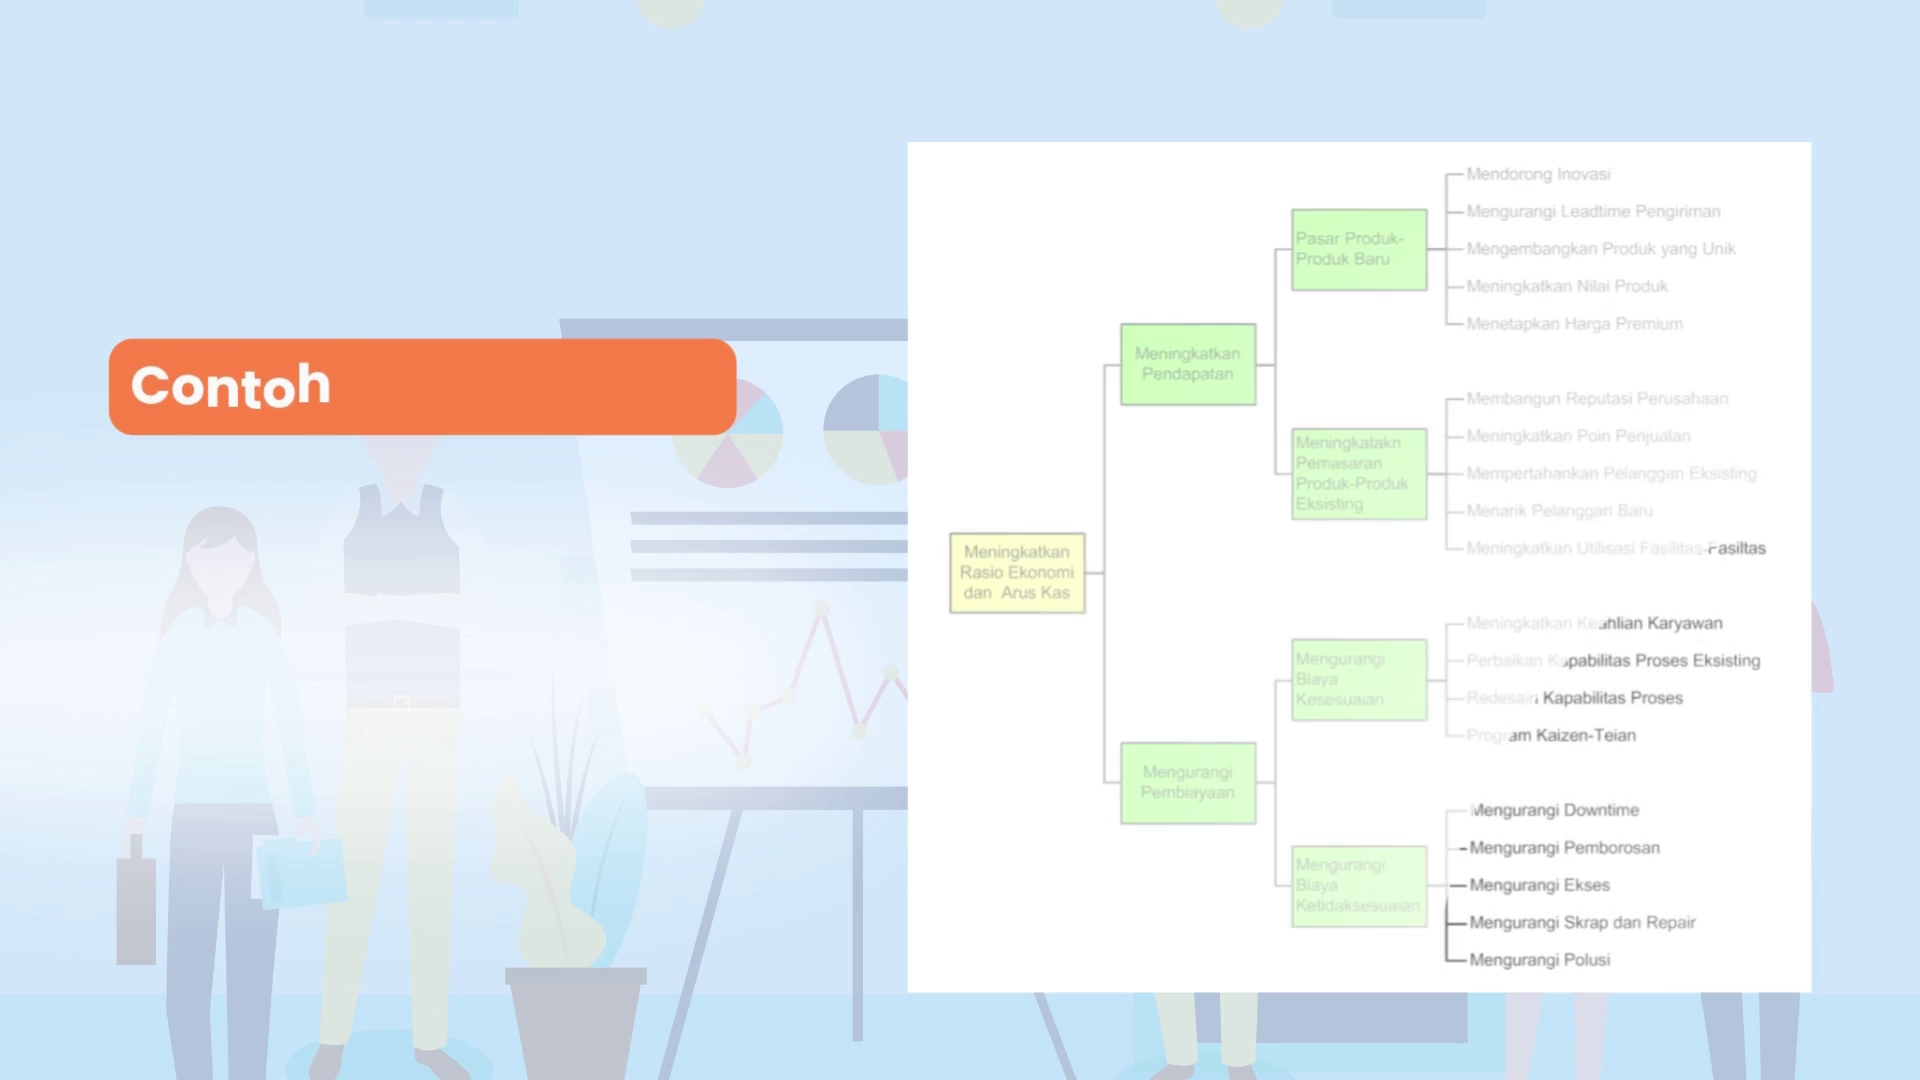 Contoh
Mendorong Inovasi
Mengurangi Leadtime Pengiriman
Pasar Produk-
Produk Baru
Mengembangkan Produk yang Unik
Meningkatkan Nilai Produk
Menetapkan Harga Premium
Meningkatkan
Pendapatan
Membangun Reputasi Perusahaan
Meningkatkan Poin Penjualan
Meningkatakn
Pemasaran
Produk-Produk
Eksisting
Mempertahankan Pelanggan Eksisting
Menarik Pelanggan Baru
Meningkatkan Utilisasi Fasilitas-Fasiltas
Meningkatkan
Rasio Ekonomi
dan Arus Kas
Meningkatkan Keahlian Karyawan
Perbaikan Kapabilitas Proses Eksisting
Mengurangi
Biaya
Kesesuaian
Redesain Kapabilitas Proses
Program Kaizen-Teian
Mengurangi
Pembiayaan
Mengurangi Downtime
Mengurangi Pemborosan
Mengurangi
Biaya
Ketidaksesuaian
Mengurangi Ekses
Mengurangi Skrap dan Repair
Mengurangi Polusi